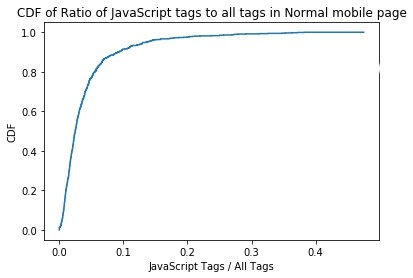 CDF of Ratio of JavaScript tags to all tags in Normal mobile page
1.0
0.8
0.6
0.4
0.2
0.0
CDF
0.0 0.1 0.2 0.3 0.4
JavaScript Tags / All Tags